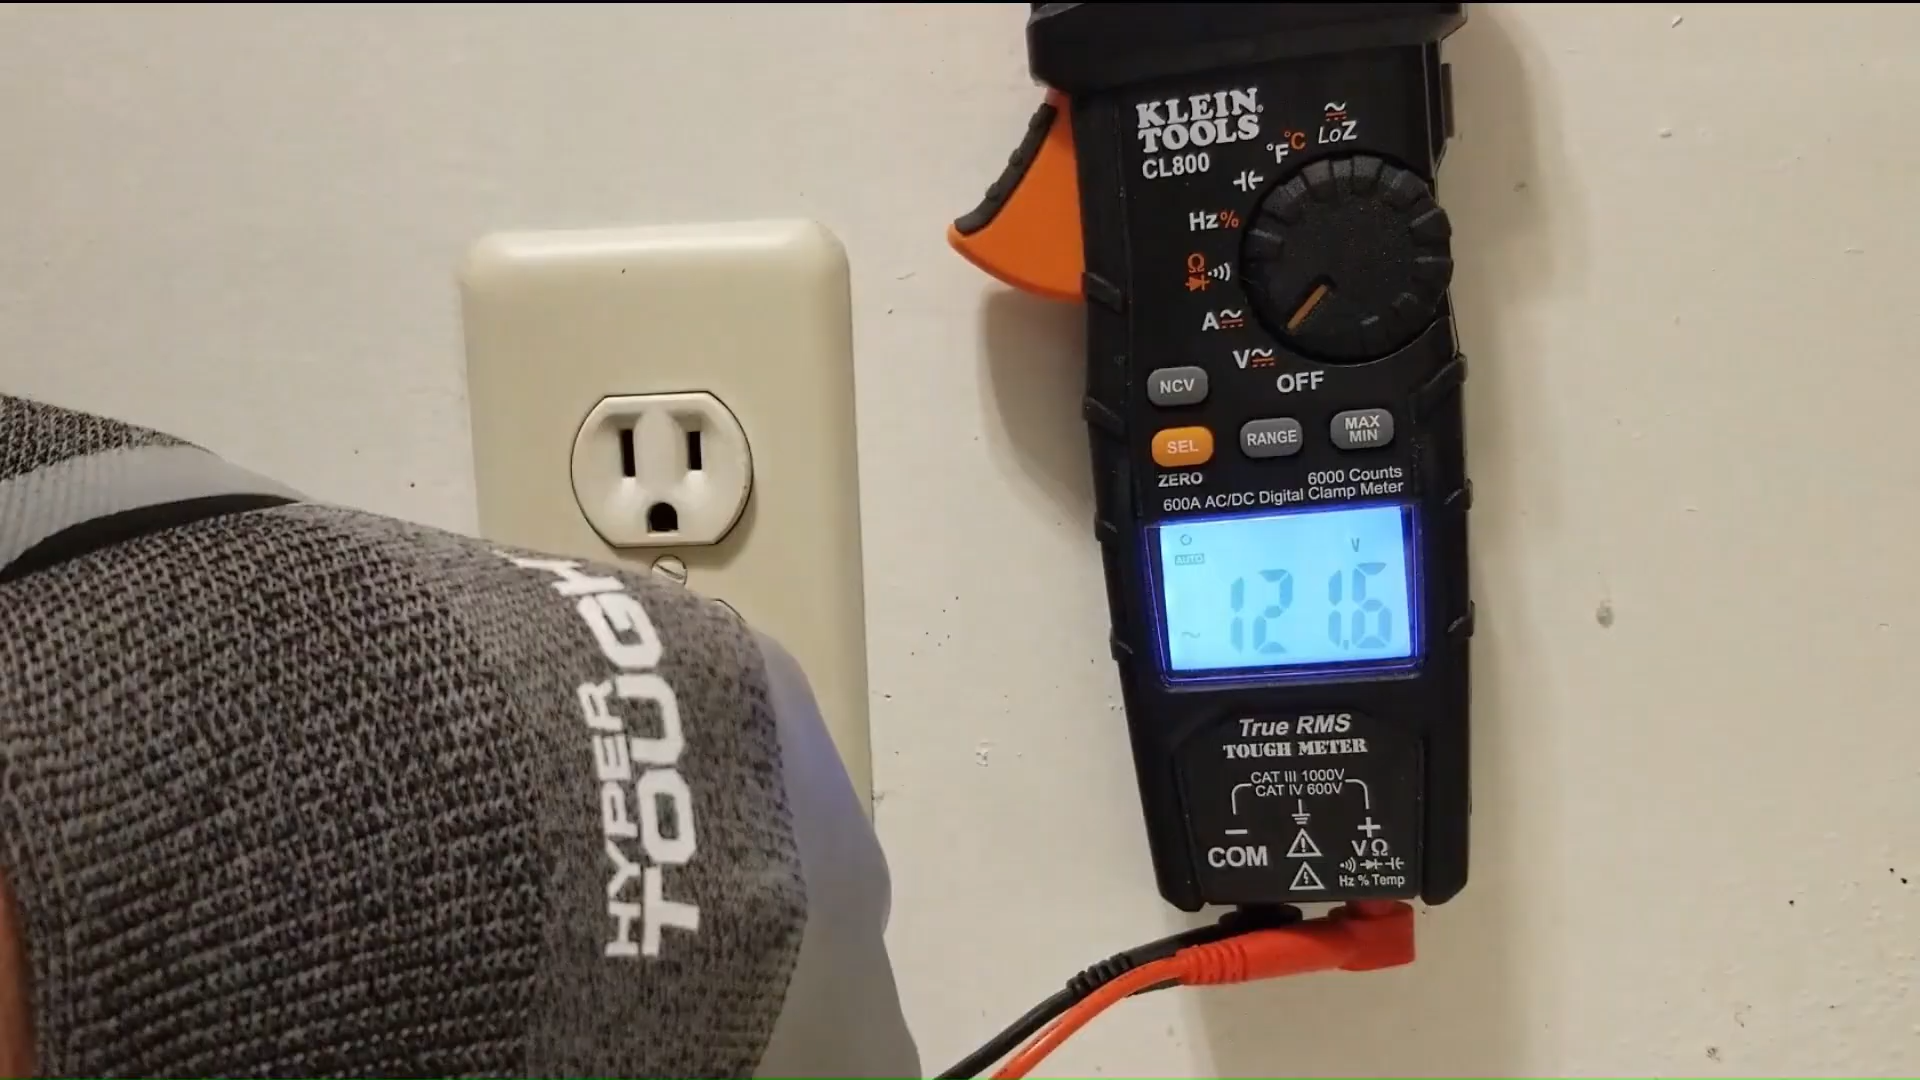 KLEIN
TOOLS
CL800
LoZ
°F°C
Hz%
Ω
A
V
OFF
NCV
SEL
RANGE
MAX
MIN
ZERO
6000 Counts
600A AC/DC Digital Clamp Meter
V
AUTO
121.6
True RMS
TOUGH METER
CAT III 1000V
CAT IV 600V
− +
COM
VΩ
Hz % Temp
HYPER
TOUGH